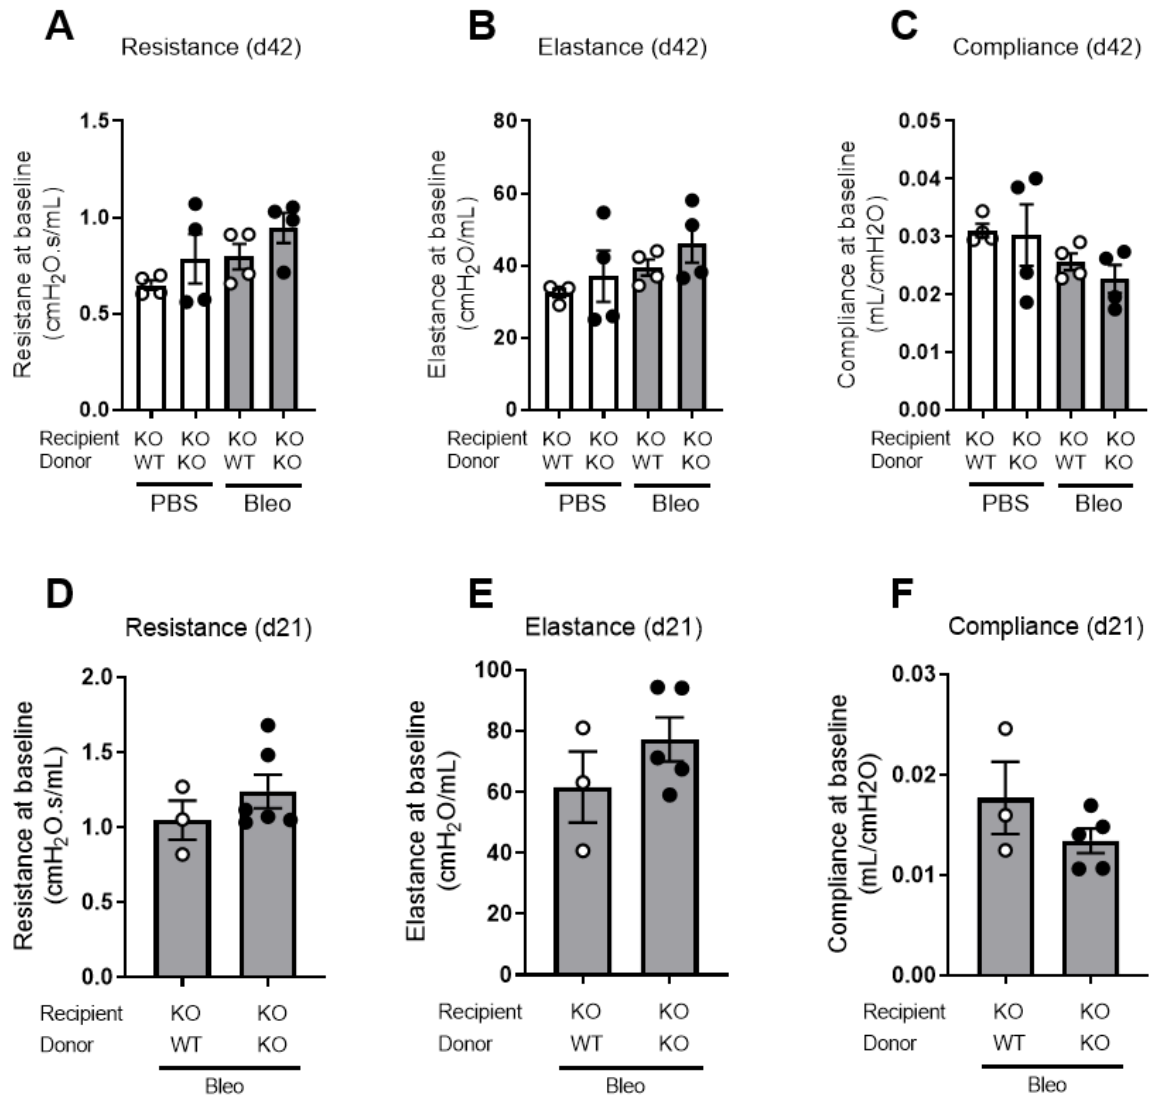 A
Resistance (d42)
Resistane at baseline
(cmH2O.s/mL)
1.5
1.0
0.5
0.0
Recipient KO KO KO KO
Donor WT KO WT KO
PBS Bleo
B
Elastance (d42)
Elastance at baseline
(cmH2O/mL)
80
60
40
20
0
Recipient KO KO KO KO
Donor WT KO WT KO
PBS Bleo
C
Compliance (d42)
Compliance at baseline
(mL/cmH2O)
0.05
0.04
0.03
0.02
0.01
0.00
Recipient KO KO KO KO
Donor WT KO WT KO
PBS Bleo
D
Resistance (d21)
Resistance at baseline
(cmH2O.s/mL)
2.0
1.5
1.0
0.5
0.0
Recipient KO KO
Donor WT KO
Bleo
E
Elastance (d21)
Elastance at baseline
(cmH2O/mL)
100
80
60
40
20
0
Recipient KO KO
Donor WT KO
Bleo
F
Compliance (d21)
Compliance at baseline
(mL/cmH2O)
0.03
0.02
0.01
0.00
Recipient KO KO
Donor WT KO
Bleo